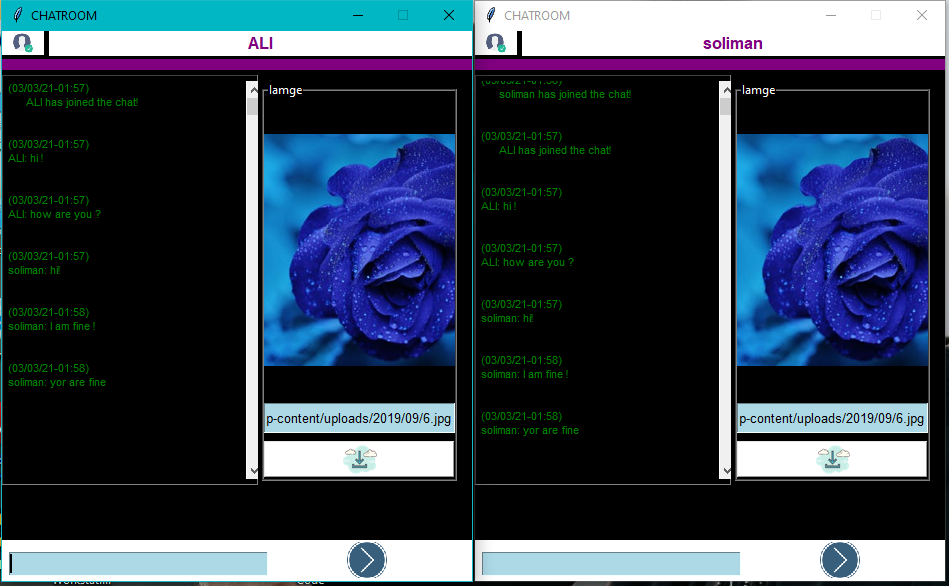 CHATROOM
ALI
(03/03/21-01:57)
ALI has joined the chat!
(03/03/21-01:57)
ALI: hi !
(03/03/21-01:57)
ALI: how are you ?
(03/03/21-01:57)
soliman: hi!
(03/03/21-01:58)
soliman: I am fine !
(03/03/21-01:58)
soliman: yor are fine
Iamge
p-content/uploads/2019/09/6.jpg
CHATROOM
soliman
soliman has joined the chat!
(03/03/21-01:57)
ALI has joined the chat!
(03/03/21-01:57)
ALI: hi !
(03/03/21-01:57)
ALI: how are you ?
(03/03/21-01:57)
soliman: hi!
(03/03/21-01:58)
soliman: I am fine !
(03/03/21-01:58)
soliman: yor are fine
Iamge
p-content/uploads/2019/09/6.jpg